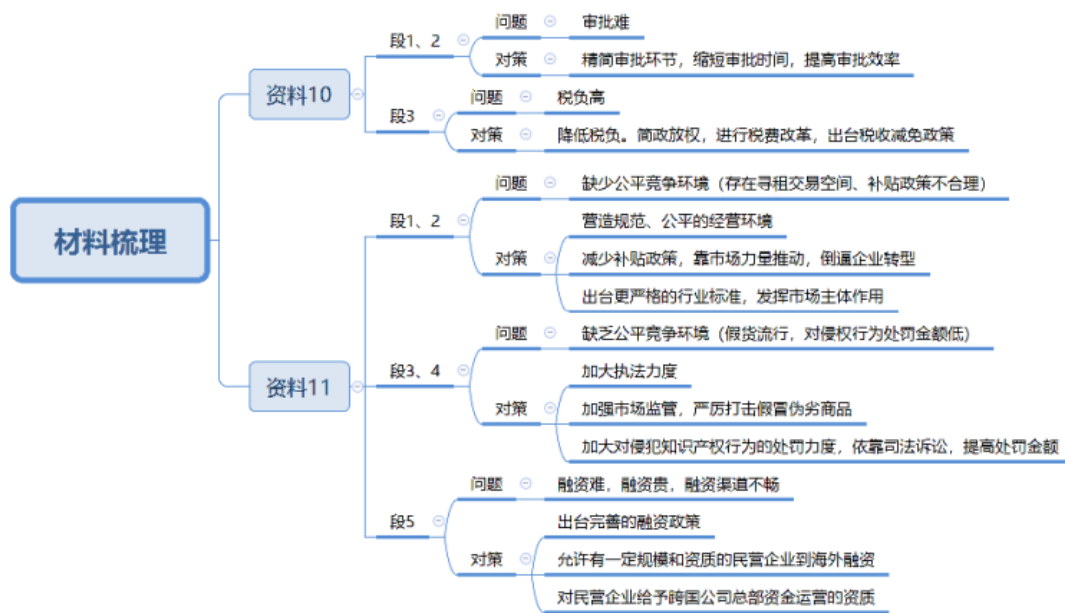 材料梳理
资料10
段1、2
问题
审批难
对策
精简审批环节，缩短审批时间，提高审批效率
段3
问题
税负高
对策
降低税负。简政放权，进行税费改革，出台税收减免政策
资料11
段1、2
问题
缺少公平竞争环境（存在寻租交易空间、补贴政策不合理）
对策
营造规范、公平的经营环境
减少补贴政策，靠市场力量推动，倒逼企业转型
出台更严格的行业标准，发挥市场主体作用
段3、4
问题
缺乏公平竞争环境（假货流行，对侵权行为处罚金额低）
对策
加大执法力度
加强市场监管，严厉打击假冒伪劣商品
加大对侵犯知识产权行为的处罚力度，依靠司法诉讼，提高处罚金额
段5
问题
融资难，融资贵，融资渠道不畅
对策
出台完善的融资政策
允许有一定规模和资质的民营企业到海外融资
对民营企业给予跨国公司总部资金运营的资质